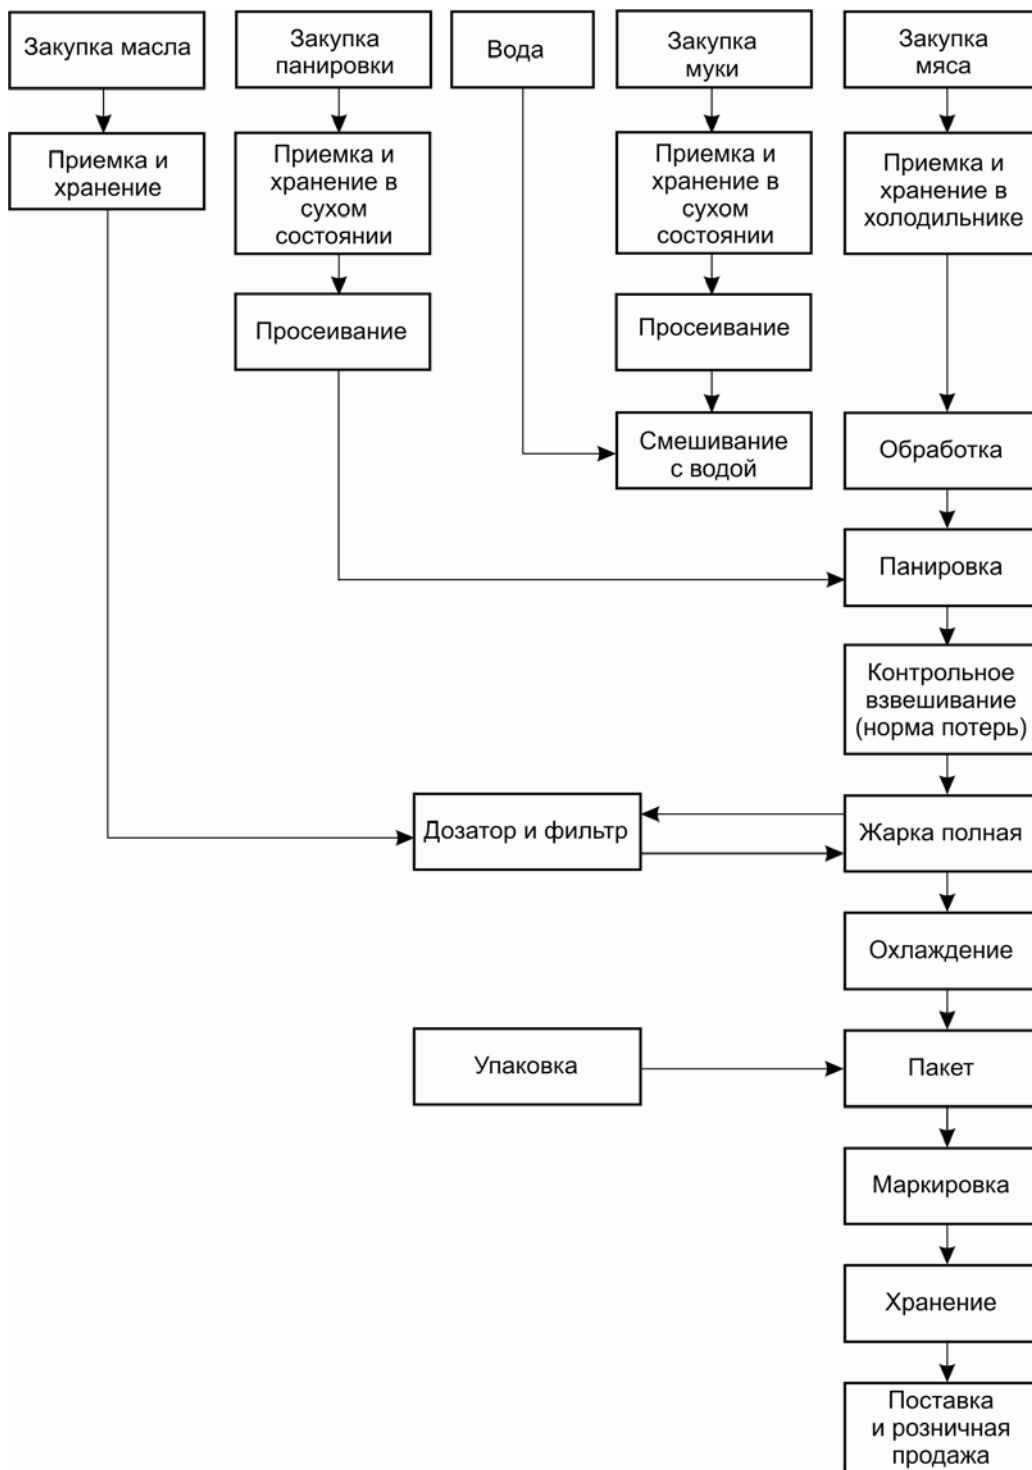 Закупка масла
Закупка
панировки
Вода
Закупка
муки
Закупка
мяса
Приемка и
хранение
Приемка и
хранение в
сухом
состоянии
Приемка и
хранение в
сухом
состоянии
Приемка и
хранение в
холодильнике
Просеивание
Просеивание
Смешивание
с водой
Обработка
Панировка
Контрольное
взвешивание
(норма потерь)
Дозатор и фильтр
Жарка полная
Охлаждение
Упаковка
Пакет
Маркировка
Хранение
Поставка
и розничная
продажа